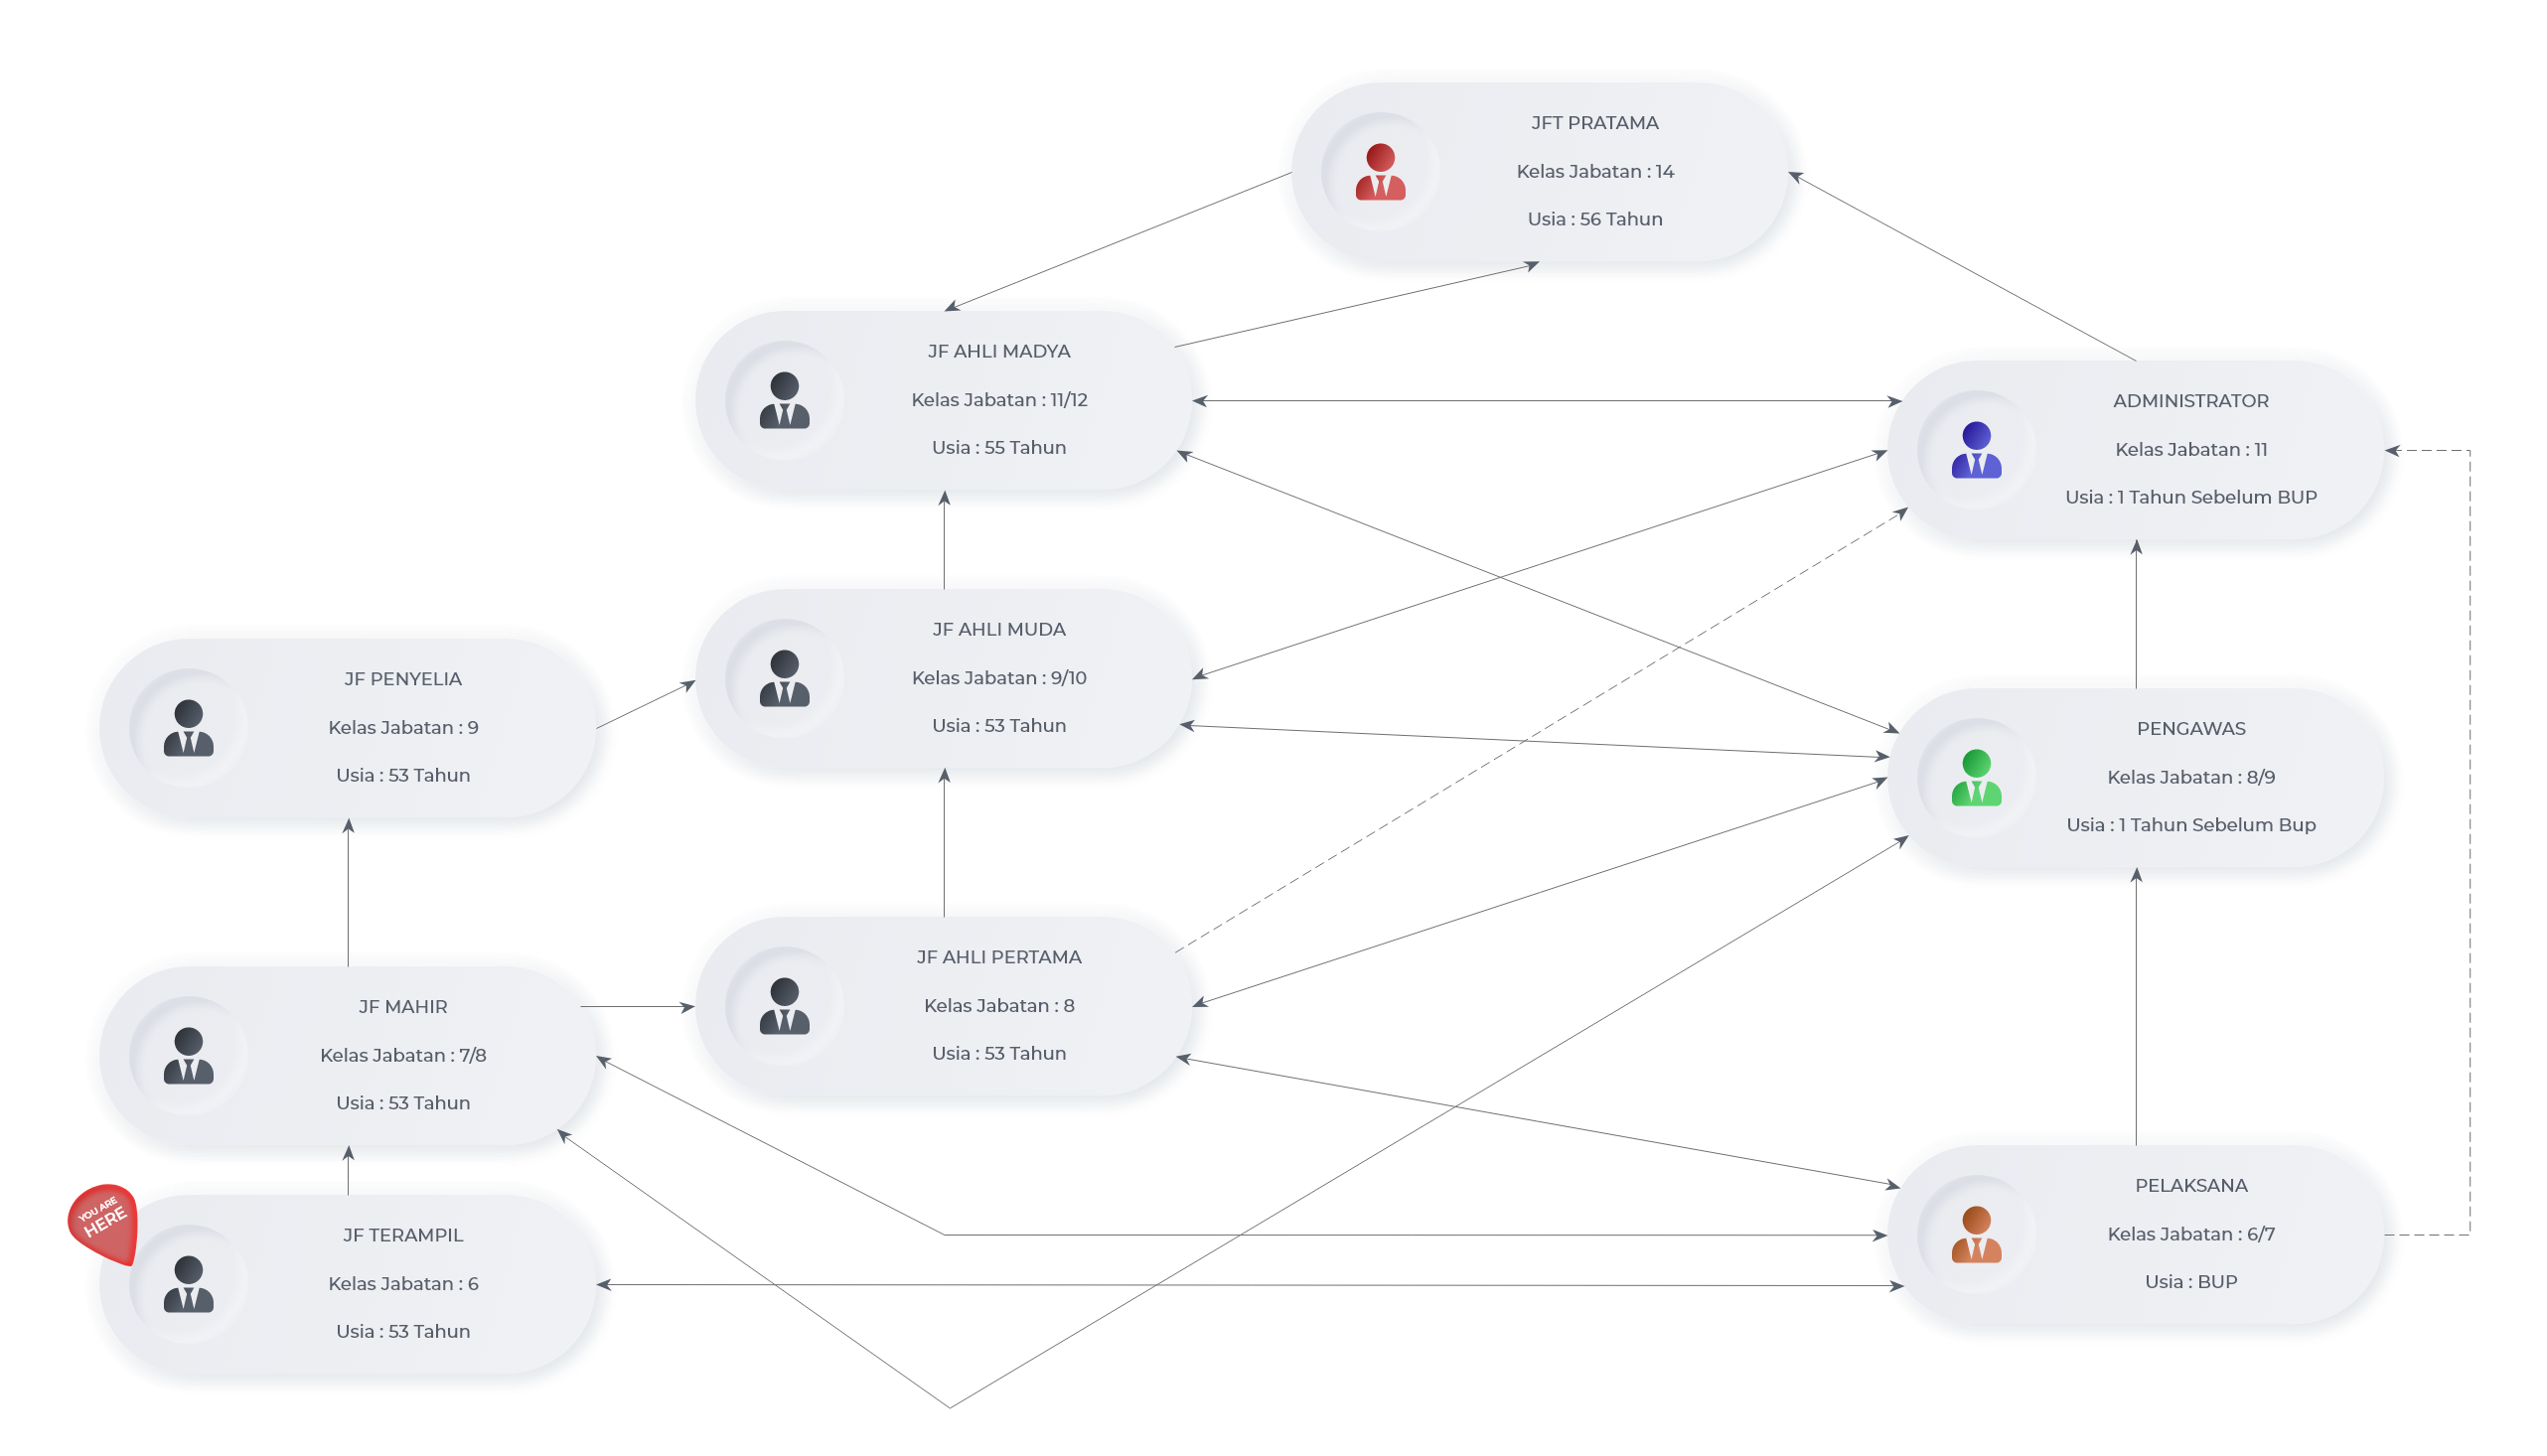 JFT PRATAMA
Kelas Jabatan : 14
Usia : 56 Tahun
JF AHLI MADYA
Kelas Jabatan : 11/12
Usia : 55 Tahun
ADMINISTRATOR
Kelas Jabatan : 11
Usia : 1 Tahun Sebelum BUP
JF AHLI MUDA
Kelas Jabatan : 9/10
Usia : 53 Tahun
JF PENYELIA
Kelas Jabatan : 9
Usia : 53 Tahun
PENGAWAS
Kelas Jabatan : 8/9
Usia : 1 Tahun Sebelum Bup
JF AHLI PERTAMA
Kelas Jabatan : 8
Usia : 53 Tahun
JF MAHIR
Kelas Jabatan : 7/8
Usia : 53 Tahun
PELAKSANA
Kelas Jabatan : 6/7
Usia : BUP
YOU ARE
HERE
JF TERAMPIL
Kelas Jabatan : 6
Usia : 53 Tahun